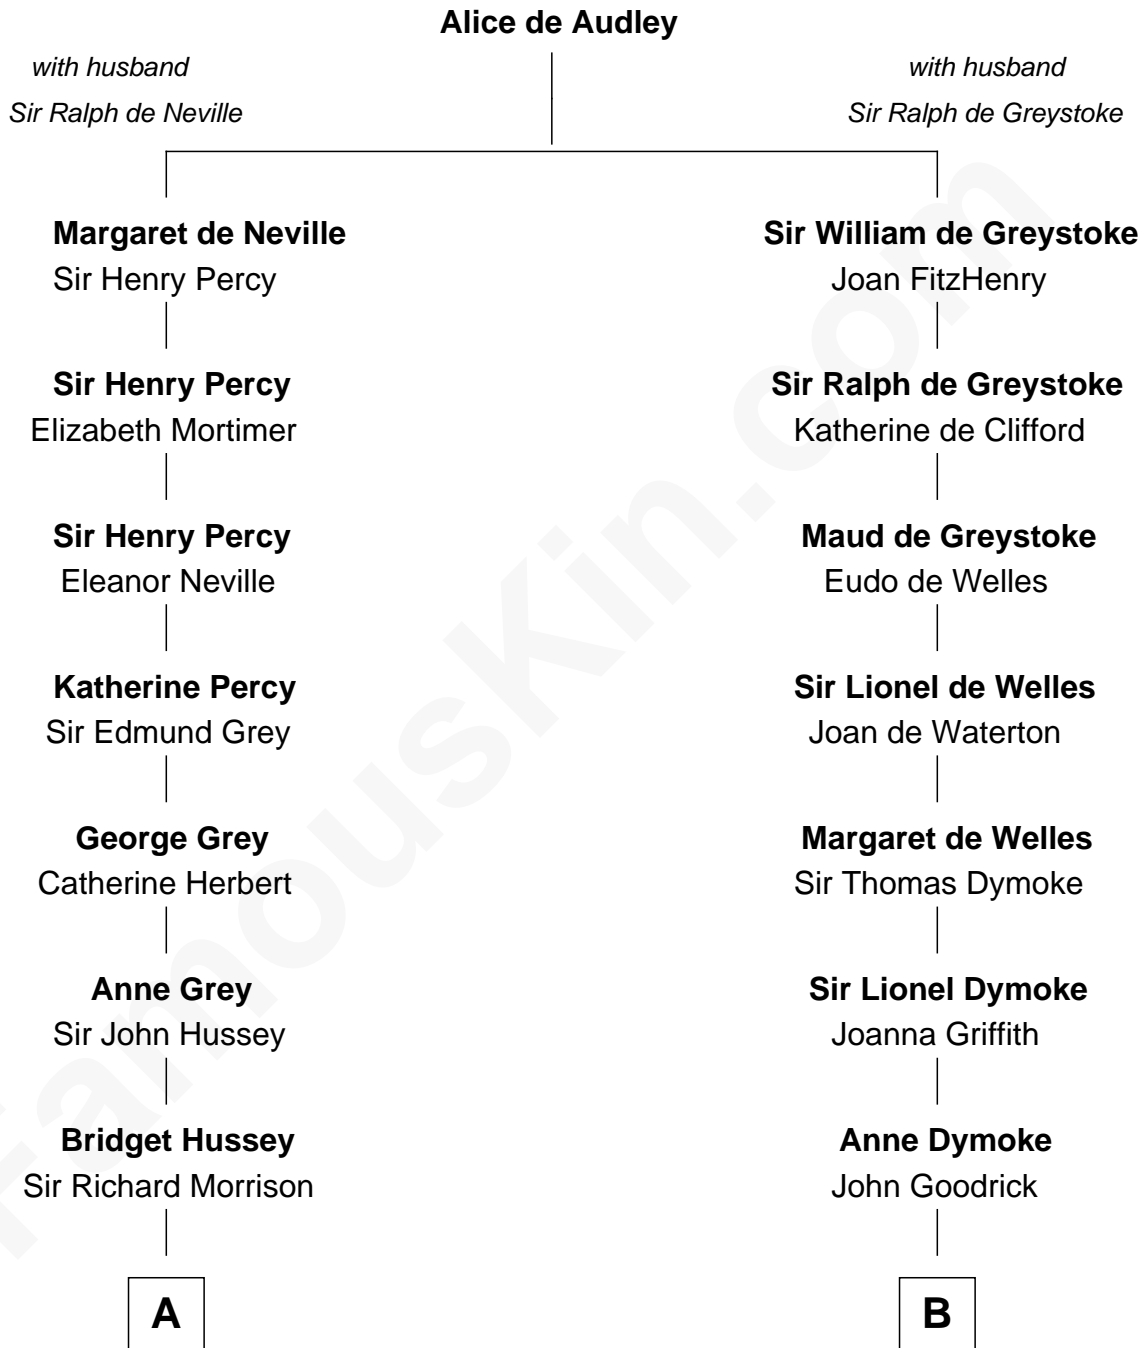 Alice de Audley
with husband
Sir Ralph de Neville
with husband
Sir Ralph de Greystoke
Margaret de Neville
Sir Henry Percy
Sir William de Greystoke
Joan FitzHenry
Sir Henry Percy
Elizabeth Mortimer
Sir Ralph de Greystoke
Katherine de Clifford
Sir Henry Percy
Eleanor Neville
Maud de Greystoke
Eudo de Welles
Katherine Percy
Sir Edmund Grey
Sir Lionel de Welles
Joan de Waterton
George Grey
Catherine Herbert
Margaret de Welles
Sir Thomas Dymoke
Anne Grey
Sir John Hussey
Sir Lionel Dymoke
Joanna Griffith
Bridget Hussey
Sir Richard Morrison
Anne Dymoke
John Goodrick
A
B
FamousKin.com